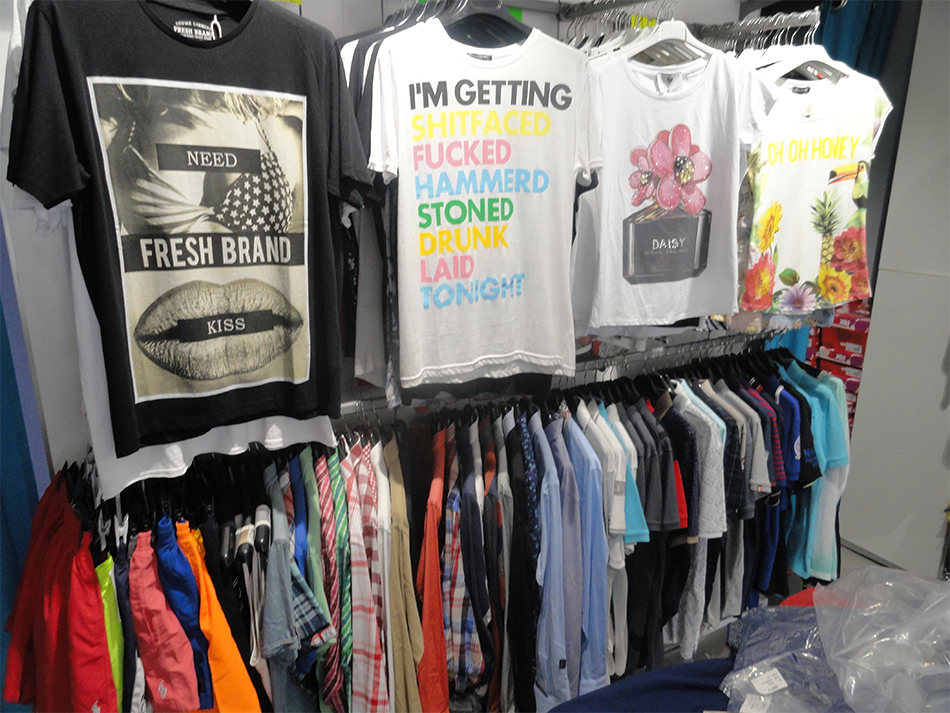 FRESH BRAND
NEED
FRESH BRAND
KISS
I'M GETTING
SHITFACED
FUCKED
HAMMERD
STONED
DRUNK
LAID
TONIGHT
DAISY
OH OH HONEY